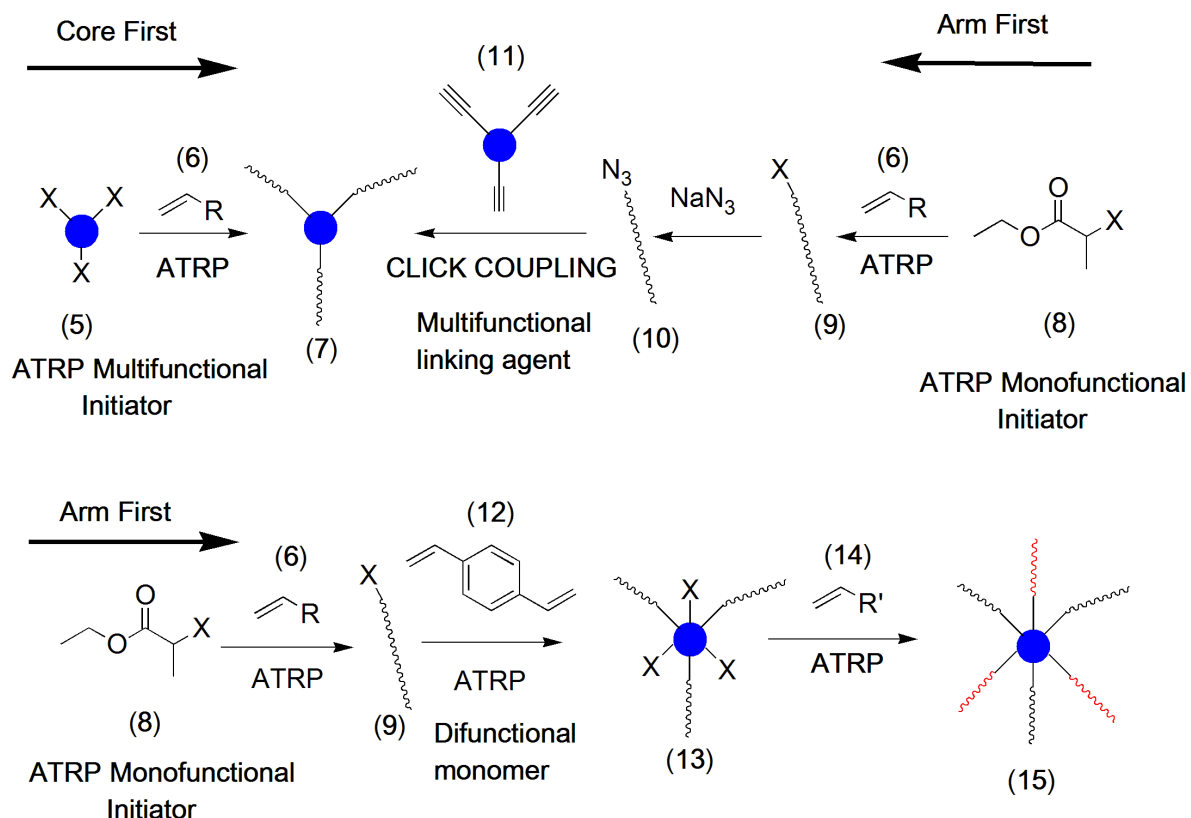 Core First
Arm First
(11)
(6)
(6)
X
X
X
R
ATRP
N3
NaN3
X
R
ATRP
O
O
X
CLICK COUPLING
(5)
(7)
Multifunctional
linking agent
(10)
(9)
(8)
ATRP Multifunctional
Initiator
ATRP Monofunctional
Initiator
Arm First
(6)
(12)
(14)
O
O
X
R
ATRP
X
ATRP
X
X
X
R'
ATRP
(8)
(9)
Difunctional
monomer
(13)
(15)
ATRP Monofunctional
Initiator